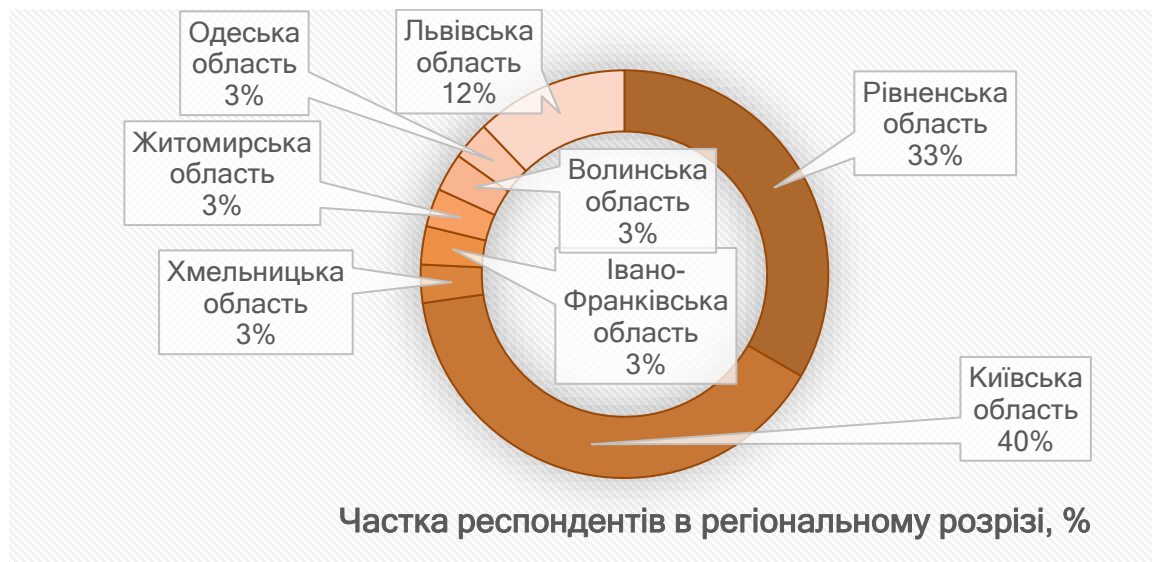 Одеська
область
3%
Львівська
область
12%
Рівненська
область
33%
Житомирська
область
3%
Волинська
область
3%
Хмельницька
область
3%
Івано-
Франківська
область
3%
Київська
область
40%
Частка респондентів в регіональному розрізі, %